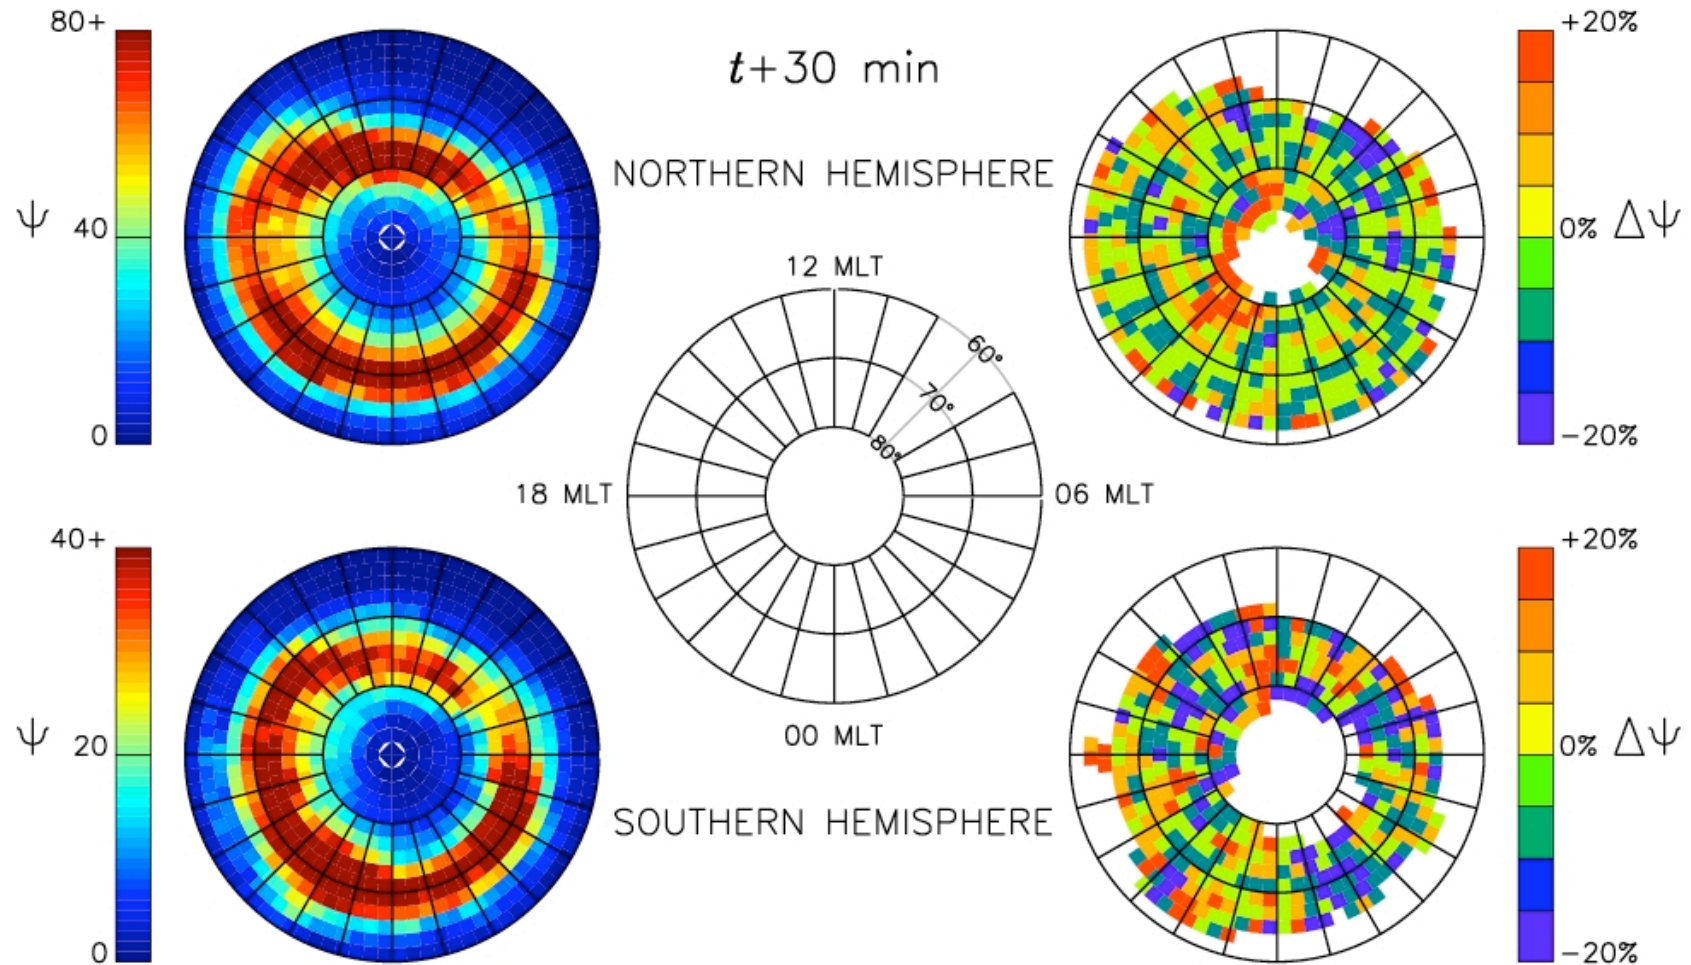 80+
40
0
ψ
t+30 min
NORTHERN HEMISPHERE
+20%
0%
-20%
Δψ
12 MLT
60°
70°
80°
18 MLT
06 MLT
00 MLT
40+
20
0
ψ
SOUTHERN HEMISPHERE
+20%
0%
-20%
Δψ